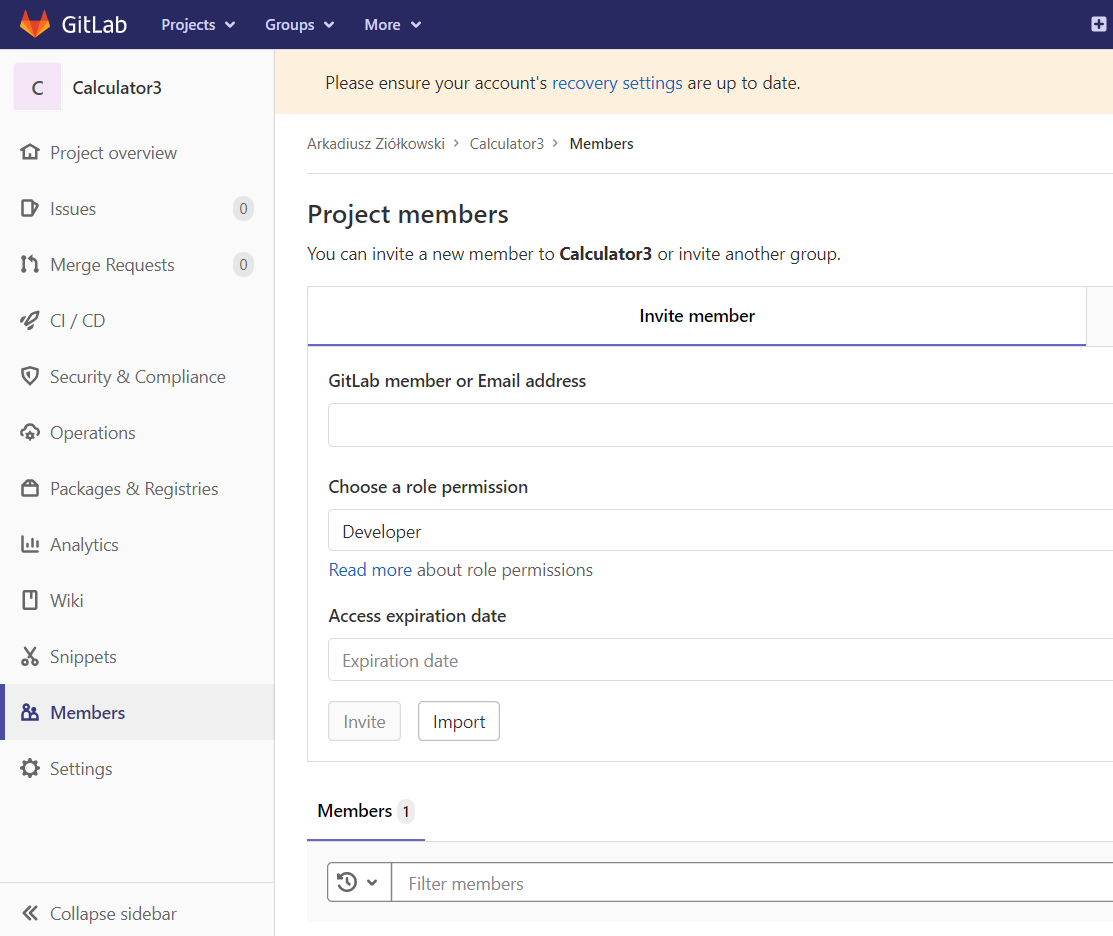 GitLab Projects Groups More
C Calculator3
Project overview
Issues 0
Merge Requests 0
CI / CD
Security & Compliance
Operations
Packages & Registries
Analytics
Wiki
Snippets
Members
Settings
Collapse sidebar
Please ensure your account's recovery settings are up to date.
Arkadiusz Ziółkowski > Calculator3 > Members
Project members
You can invite a new member to Calculator3 or invite another group.
Invite member
GitLab member or Email address
Choose a role permission
Developer
Read more about role permissions
Access expiration date
Expiration date
Invite Import
Members 1
Filter members